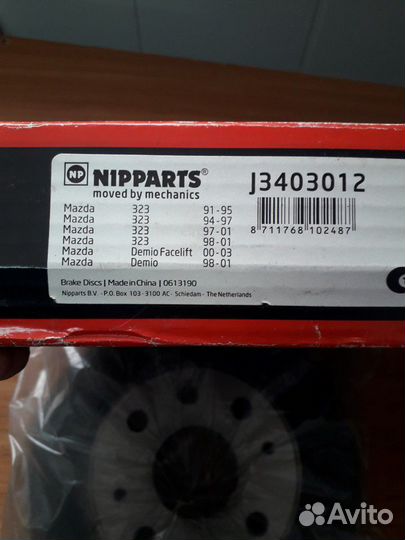 NP NIPPARTS® J3403012
moved by mechanics
Mazda 323 91-95
Mazda 323 94-97
Mazda 323 97-01
Mazda 323 98-01
Mazda Demio Facelift 00-03
Mazda Demio 98-01
8 711768 102487
Brake Discs | Made in China | 0613190
Nipparts B.V. - P.O. Box 103 - 3100 AC - Schiedam - The Netherlands
Avito